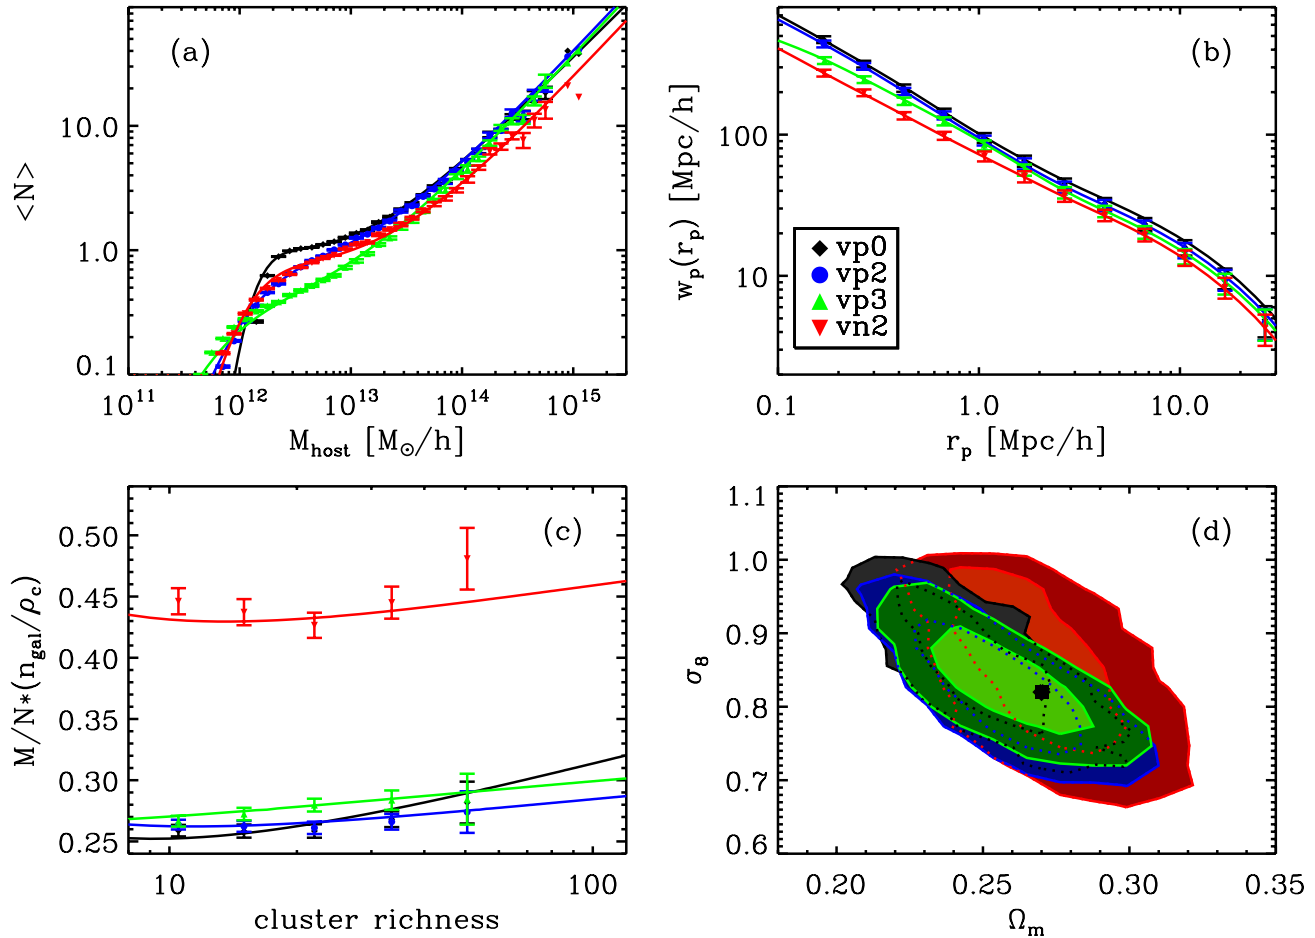 (a)
<N>
10.0
1.0
0.1
10^11
10^12
10^13
10^14
10^15
M_host [M_⊙/h]
(b)
w_p(r_p) [Mpc/h]
100
10
vp0
vp2
vp3
vn2
0.1
1.0
10.0
r_p [Mpc/h]
(c)
M/N*(n_gal/ρ_c)
0.50
0.45
0.40
0.35
0.30
0.25
10
100
cluster richness
(d)
σ_8
1.1
1.0
0.9
0.8
0.7
0.6
0.20
0.25
0.30
0.35
Ω_m